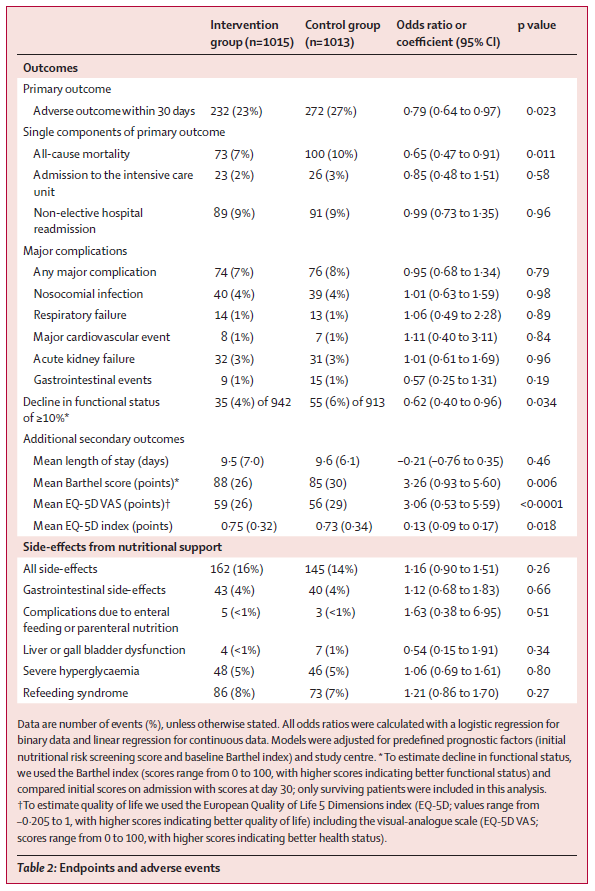 Intervention group (n=1015) Control group (n=1013) Odds ratio or coefficient (95% CI) p value
Outcomes
Primary outcome
Adverse outcome within 30 days 232 (23%) 272 (27%) 0·79 (0·64 to 0·97) 0·023
Single components of primary outcome
All-cause mortality 73 (7%) 100 (10%) 0·65 (0·47 to 0·91) 0·011
Admission to the intensive care 23 (2%) 26 (3%) 0·85 (0·48 to 1·51) 0·58
unit
Non-elective hospital 89 (9%) 91 (9%) 0·99 (0·73 to 1·35) 0·96
readmission
Major complications
Any major complication 74 (7%) 76 (8%) 0·95 (0·68 to 1·34) 0·79
Nosocomial infection 40 (4%) 39 (4%) 1·01 (0·63 to 1·59) 0·98
Respiratory failure 14 (1%) 13 (1%) 1·06 (0·49 to 2·28) 0·89
Major cardiovascular event 8 (1%) 7 (1%) 1·11 (0·40 to 3·11) 0·84
Acute kidney failure 32 (3%) 31 (3%) 1·01 (0·61 to 1·69) 0·96
Gastrointestinal events 9 (1%) 15 (1%) 0·57 (0·25 to 1·31) 0·19
Decline in functional status 35 (4%) of 942 55 (6%) of 913 0·62 (0·40 to 0·96) 0·034
of ≥10%*
Additional secondary outcomes
Mean length of stay (days) 9·5 (7·0) 9·6 (6·1) –0·21 (–0·76 to 0·35) 0·46
Mean Barthel score (points)* 88 (26) 85 (30) 3·26 (0·93 to 5·60) 0·006
Mean EQ-5D VAS (points)† 59 (26) 56 (29) 3·06 (0·53 to 5·59) <0·0001
Mean EQ-5D index (points) 0·75 (0·32) 0·73 (0·34) 0·13 (0·09 to 0·17) 0·018
Side-effects from nutritional support
All side-effects 162 (16%) 145 (14%) 1·16 (0·90 to 1·51) 0·26
Gastrointestinal side-effects 43 (4%) 40 (4%) 1·12 (0·68 to 1·83) 0·66
Complications due to enteral 5 (<1%) 3 (<1%) 1·63 (0·38 to 6·95) 0·51
feeding or parenteral nutrition
Liver or gall bladder dysfunction 4 (<1%) 7 (1%) 0·54 (0·15 to 1·91) 0·34
Severe hyperglycaemia 48 (5%) 46 (5%) 1·06 (0·69 to 1·61) 0·80
Refeeding syndrome 86 (8%) 73 (7%) 1·21 (0·86 to 1·70) 0·27
Data are number of events (%), unless otherwise stated. All odds ratios were calculated with a logistic regression for
binary data and linear regression for continuous data. Models were adjusted for predefined prognostic factors (initial
nutritional risk screening score and baseline Barthel index) and study centre. *To estimate decline in functional status,
we used the Barthel index (scores range from 0 to 100, with higher scores indicating better functional status) and
compared initial scores on admission with scores at day 30; only surviving patients were included in this analysis.
†To estimate quality of life we used the European Quality of Life 5 Dimensions index (EQ-5D; values range from
–0·205 to 1, with higher scores indicating better quality of life) including the visual-analogue scale (EQ-5D VAS;
scores range from 0 to 100, with higher scores indicating better health status).
Table 2: Endpoints and adverse events